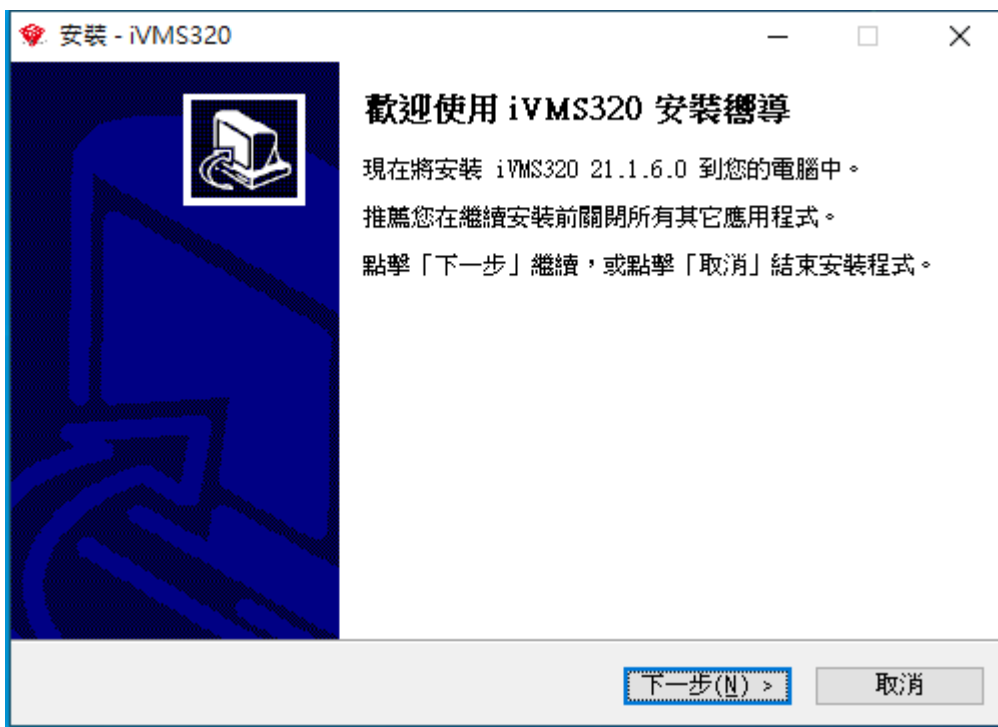 安裝 - iVMS320
歡迎使用 iVMS320 安裝嚮導
現在將安裝 iVMS320 21.1.6.0 到您的電腦中。
推薦您在繼續安裝前關閉所有其它應用程式。
點擊「下一步」繼續，或點擊「取消」結束安裝程式。
下一步(N) >
取消